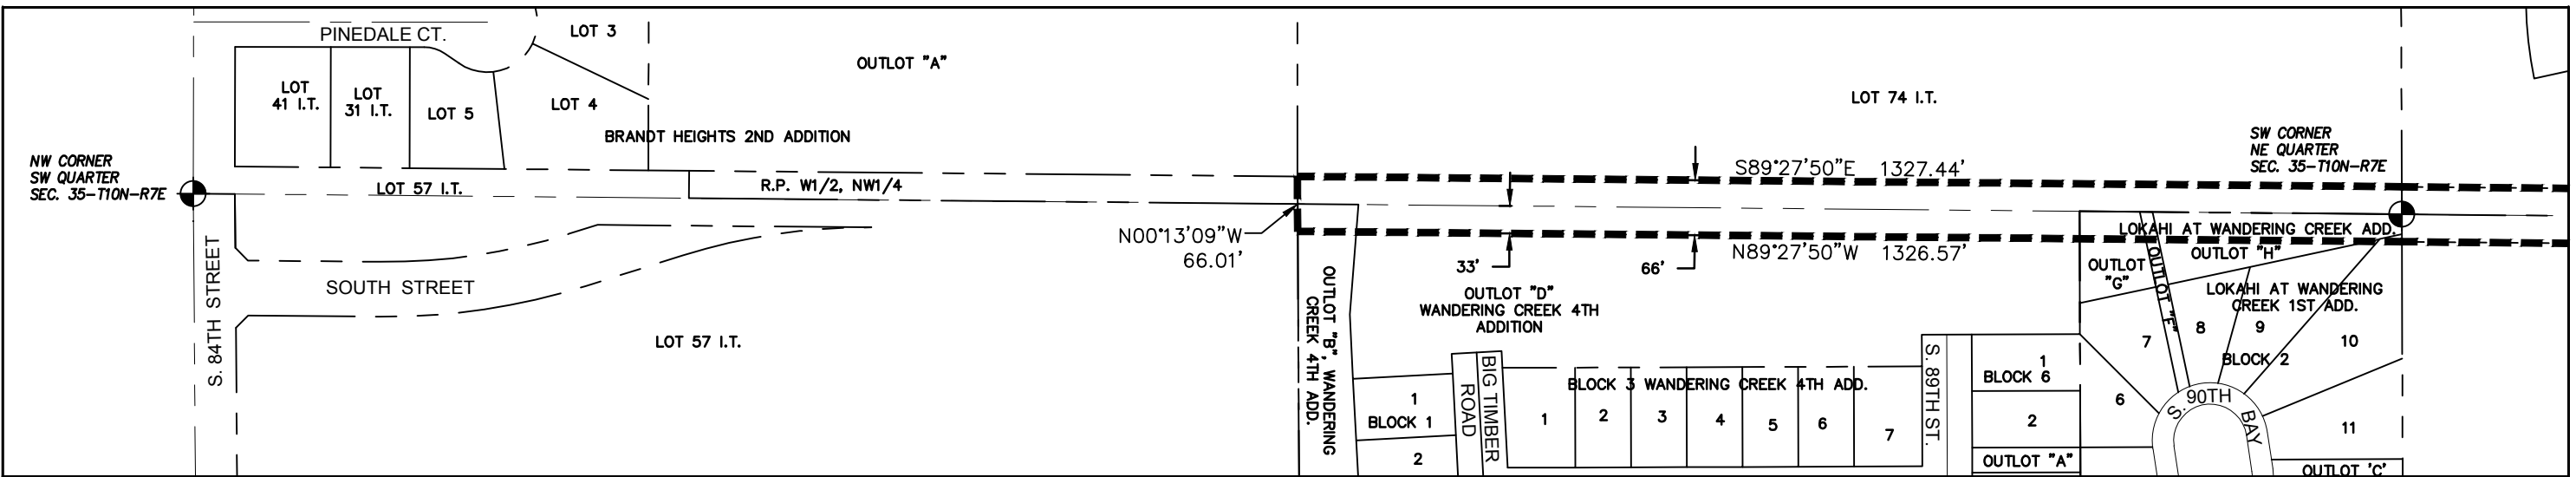 PINEDALE CT.
LOT 3
OUTLOT "A"
LOT
41 I.T.
LOT
31 I.T.
LOT 5
LOT 4
LOT 74 I.T.
BRANDT HEIGHTS 2ND ADDITION
NW CORNER
SW QUARTER
SEC. 35-T10N-R7E
LOT 57 I.T.
R.P. W1/2, NW1/4
S89°27'50"E 1327.44'
SW CORNER
NE QUARTER
SEC. 35-T10N-R7E
N00°13'09"W
66.01'
33'
66'
N89°27'50"W 1326.57'
LOKAHI AT WANDERING CREEK ADD.
S. 84TH STREET
SOUTH STREET
LOT 57 I.T.
OUTLOT "B", WANDERING
CREEK 4TH ADD.
OUTLOT "D"
WANDERING CREEK 4TH
ADDITION
OUTLOT
"G"
OUTLOT "F"
OUTLOT "H"
LOKAHI AT WANDERING
CREEK 1ST ADD.
1
BLOCK 1
2
BIG TIMBER
ROAD
BLOCK 3 WANDERING CREEK 4TH ADD.
1
2
3
4
5
6
7
S. 89TH ST.
1
BLOCK 6
2
OUTLOT "A"
6
7
8
9
10
BLOCK 2
11
S. 90TH BAY
OUTLOT 'C'